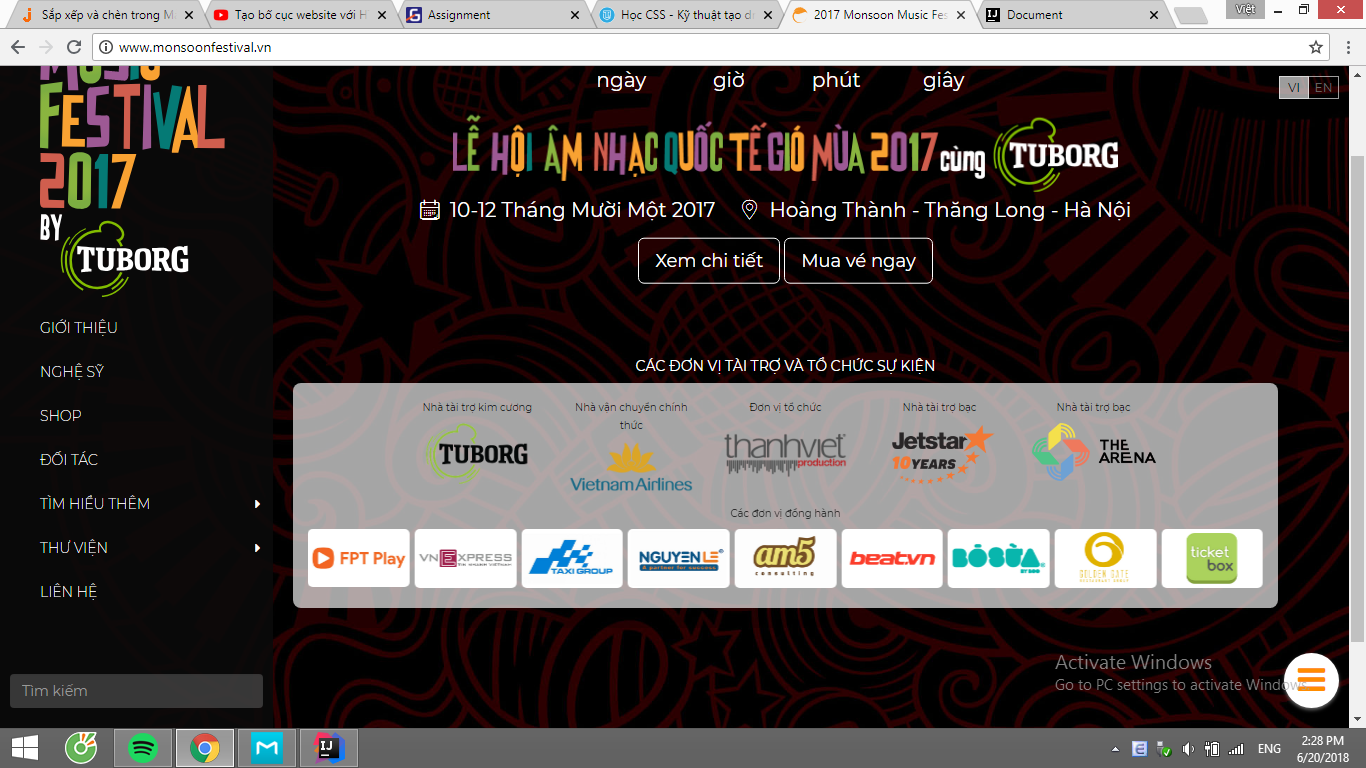 Sắp xếp và chèn trong M
Tạo bố cục website với H
Assignment
Học CSS - Kỹ thuật tạo d
2017 Monsoon Music Fes
Document
Việt
www.monsoonfestival.vn
MUSIC
FESTIVAL
2017
BY
TUBORG
GIỚI THIỆU
NGHỆ SỸ
SHOP
ĐỐI TÁC
TÌM HIỂU THÊM
THƯ VIỆN
LIÊN HỆ
Tìm kiếm
ngày giờ phút giây
VI EN
LỄ HỘI ÂM NHẠC QUỐC TẾ GIÓ MÙA 2017 cùng TUBORG
10-12 Tháng Mười Một 2017 Hoàng Thành - Thăng Long - Hà Nội
Xem chi tiết Mua vé ngay
CÁC ĐƠN VỊ TÀI TRỢ VÀ TỔ CHỨC SỰ KIỆN
Nhà tài trợ kim cương
TUBORG
Nhà vận chuyển chính
thức
Vietnam Airlines
Đơn vị tổ chức
thanhviet
production
Nhà tài trợ bạc
Jetstar
10 YEARS
Nhà tài trợ bạc
THE
ARENA
Các đơn vị đồng hành
FPT Play
VNEXPRESS
TAXI GROUP
NGUYEN LE
A partner for success
am5
consulting
beat.vn
BÒSỮA
GOLDEN GATE
ticket
box
Activate Windows
Go to PC settings to activate Windows.
ENG
2:28 PM
6/20/2018